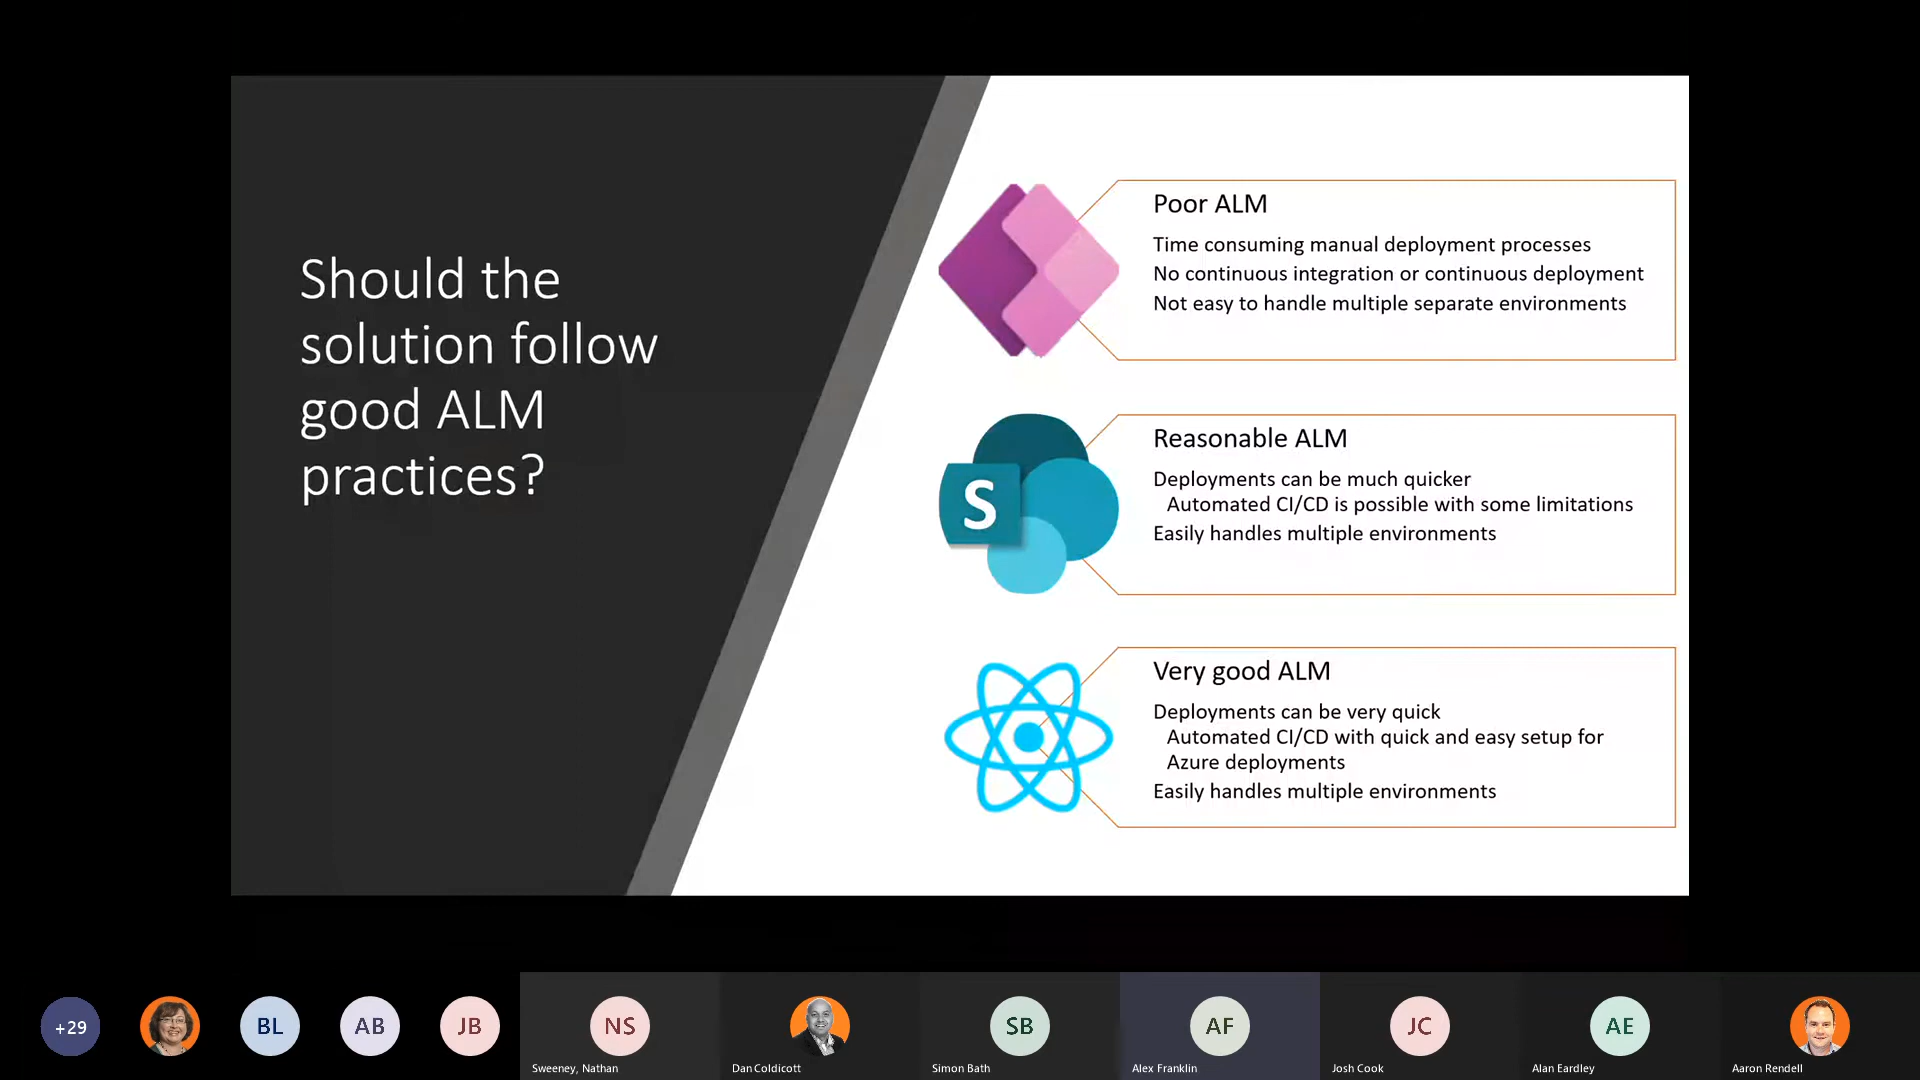 Should the
solution follow
good ALM
practices?
Poor ALM
Time consuming manual deployment processes
No continuous integration or continuous deployment
Not easy to handle multiple separate environments
S
Reasonable ALM
Deployments can be much quicker
Automated CI/CD is possible with some limitations
Easily handles multiple environments
Very good ALM
Deployments can be very quick
Automated CI/CD with quick and easy setup for
Azure deployments
Easily handles multiple environments
+29
BL
AB
JB
NS
Sweeney, Nathan
Dan Coldicott
SB
Simon Bath
AF
Alex Franklin
JC
Josh Cook
AE
Alan Eardley
Aaron Rendell